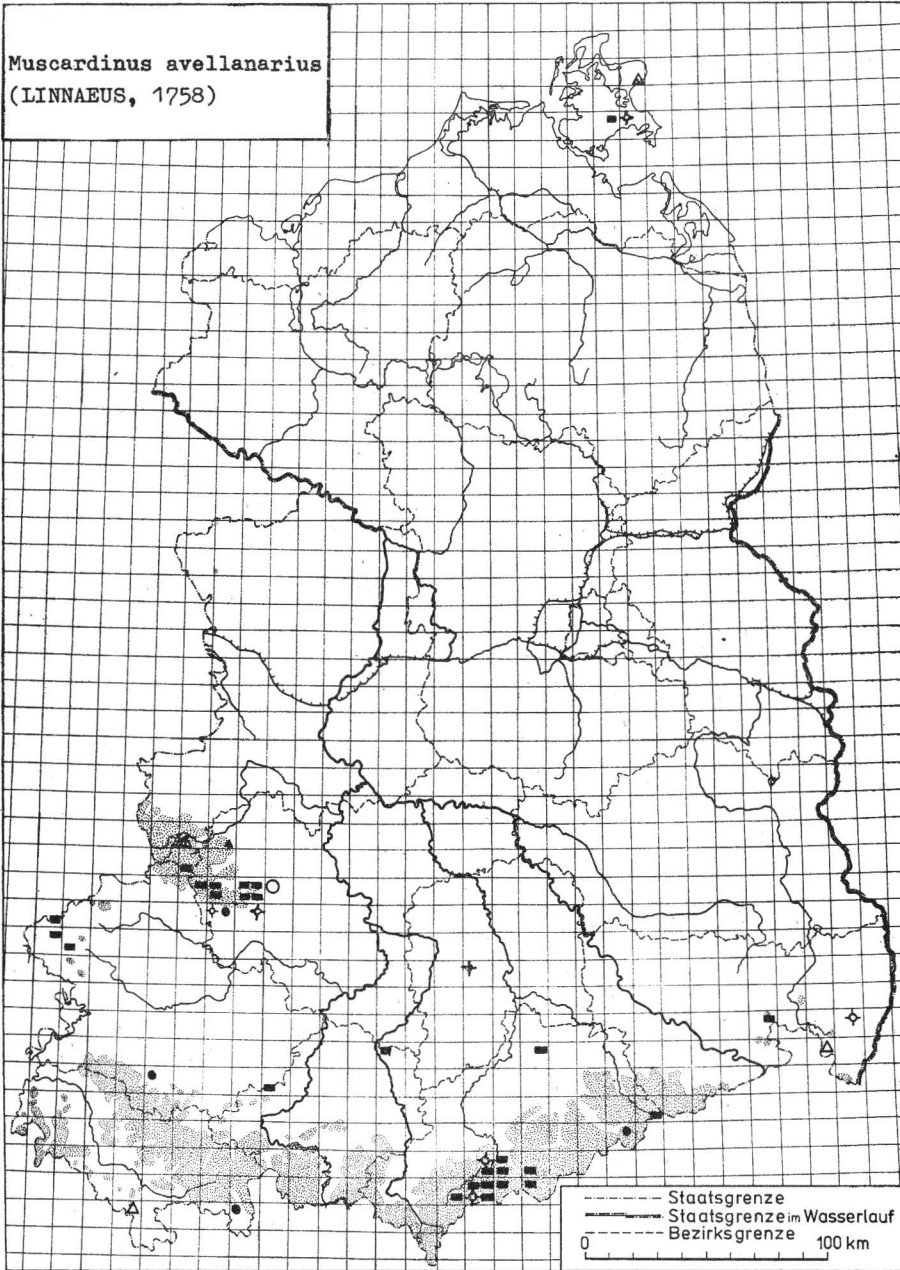 Muscardinus avellanarius
(LINNAEUS, 1758)
Staatsgrenze
Staatsgrenze im Wasserlauf
Bezirksgrenze
0 100 km